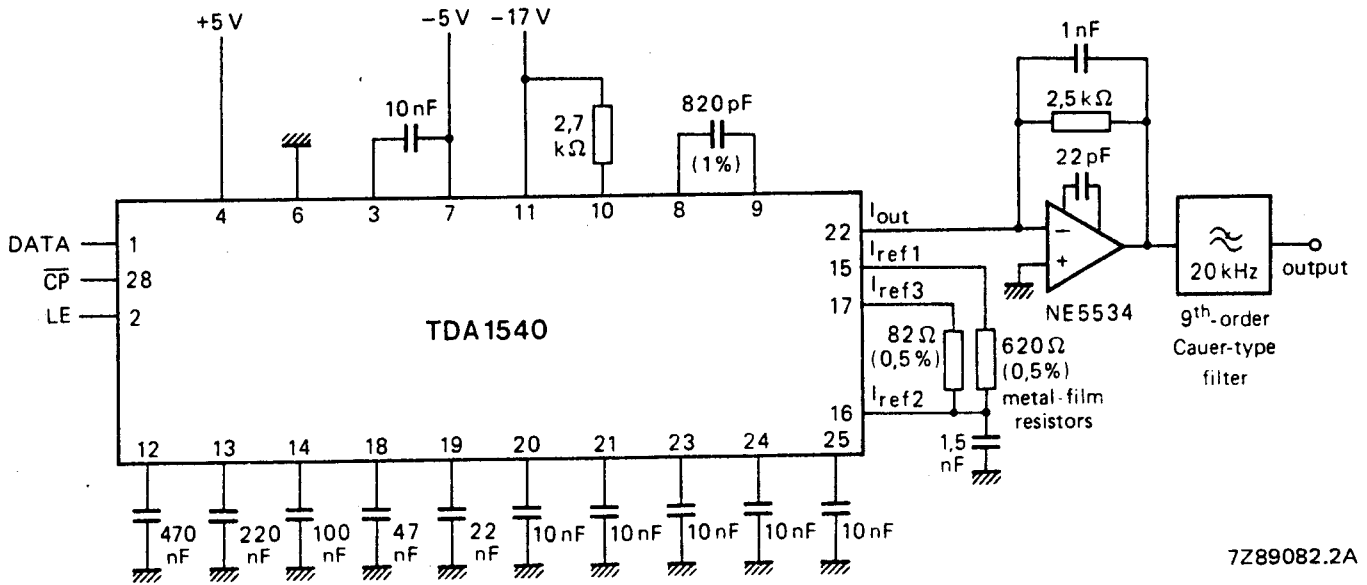 +5 V
−5V
−17 V
1 nF
2,5 kΩ
22 pF
10 nF
2,7
kΩ
820 pF
(1%)
4
6
3
7
11
10
8
9
DATA
1
C̅P̅
28
LE
2
TDA1540
22
Iout
15
Iref1
17
Iref3
16
Iref2
82Ω
(0,5%)
620Ω
(0,5%)
metal-film
resistors
1,5
nF
−
+
NE5534
20 kHz
output
9th-order
Cauer-type
filter
12
13
14
18
19
20
21
23
24
25
470
nF
220
nF
100
nF
47
nF
22
nF
10 nF
10 nF
10 nF
10 nF
10 nF
7Z89082.2A